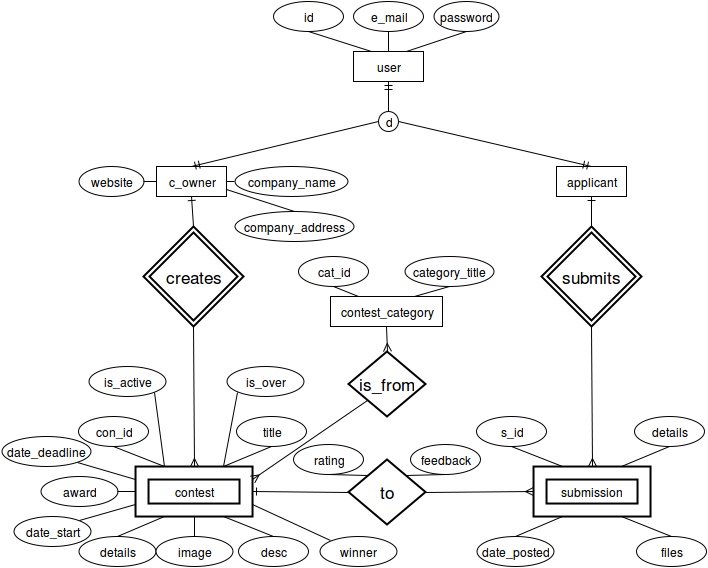 id
e_mail
password
user
d
website
c_owner
company_name
applicant
company_address
creates
cat_id
category_title
submits
contest_category
is_active
is_over
is_from
con_id
title
s_id
details
date_deadline
rating
feedback
award
contest
to
submission
date_start
details
image
desc
winner
date_posted
files